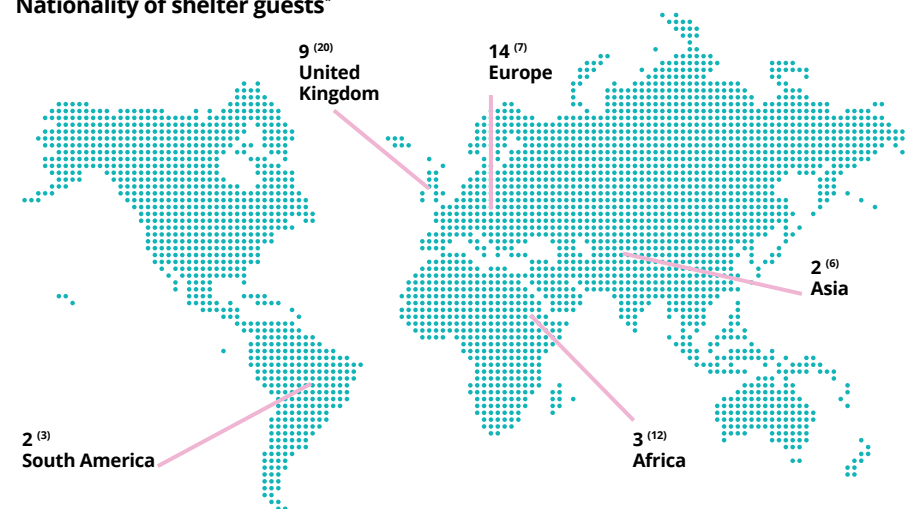 Nationality of shelter guests*
9 (20)
United
Kingdom
14 (7)
Europe
2 (6)
Asia
2 (3)
South America
3 (12)
Africa